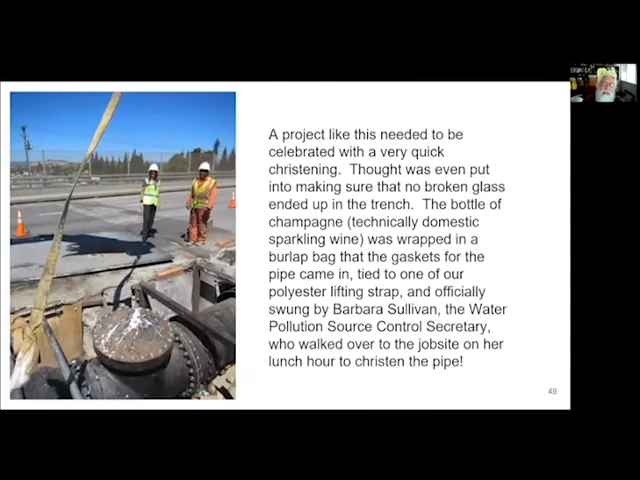 A project like this needed to be
celebrated with a very quick
christening.  Thought was even put
into making sure that no broken glass
ended up in the trench.  The bottle of
champagne (technically domestic
sparkling wine) was wrapped in a
burlap bag that the gaskets for the
pipe came in, tied to one of our
polyester lifting strap, and officially
swung by Barbara Sullivan, the Water
Pollution Source Control Secretary,
who walked over to the jobsite on her
lunch hour to christen the pipe!
49